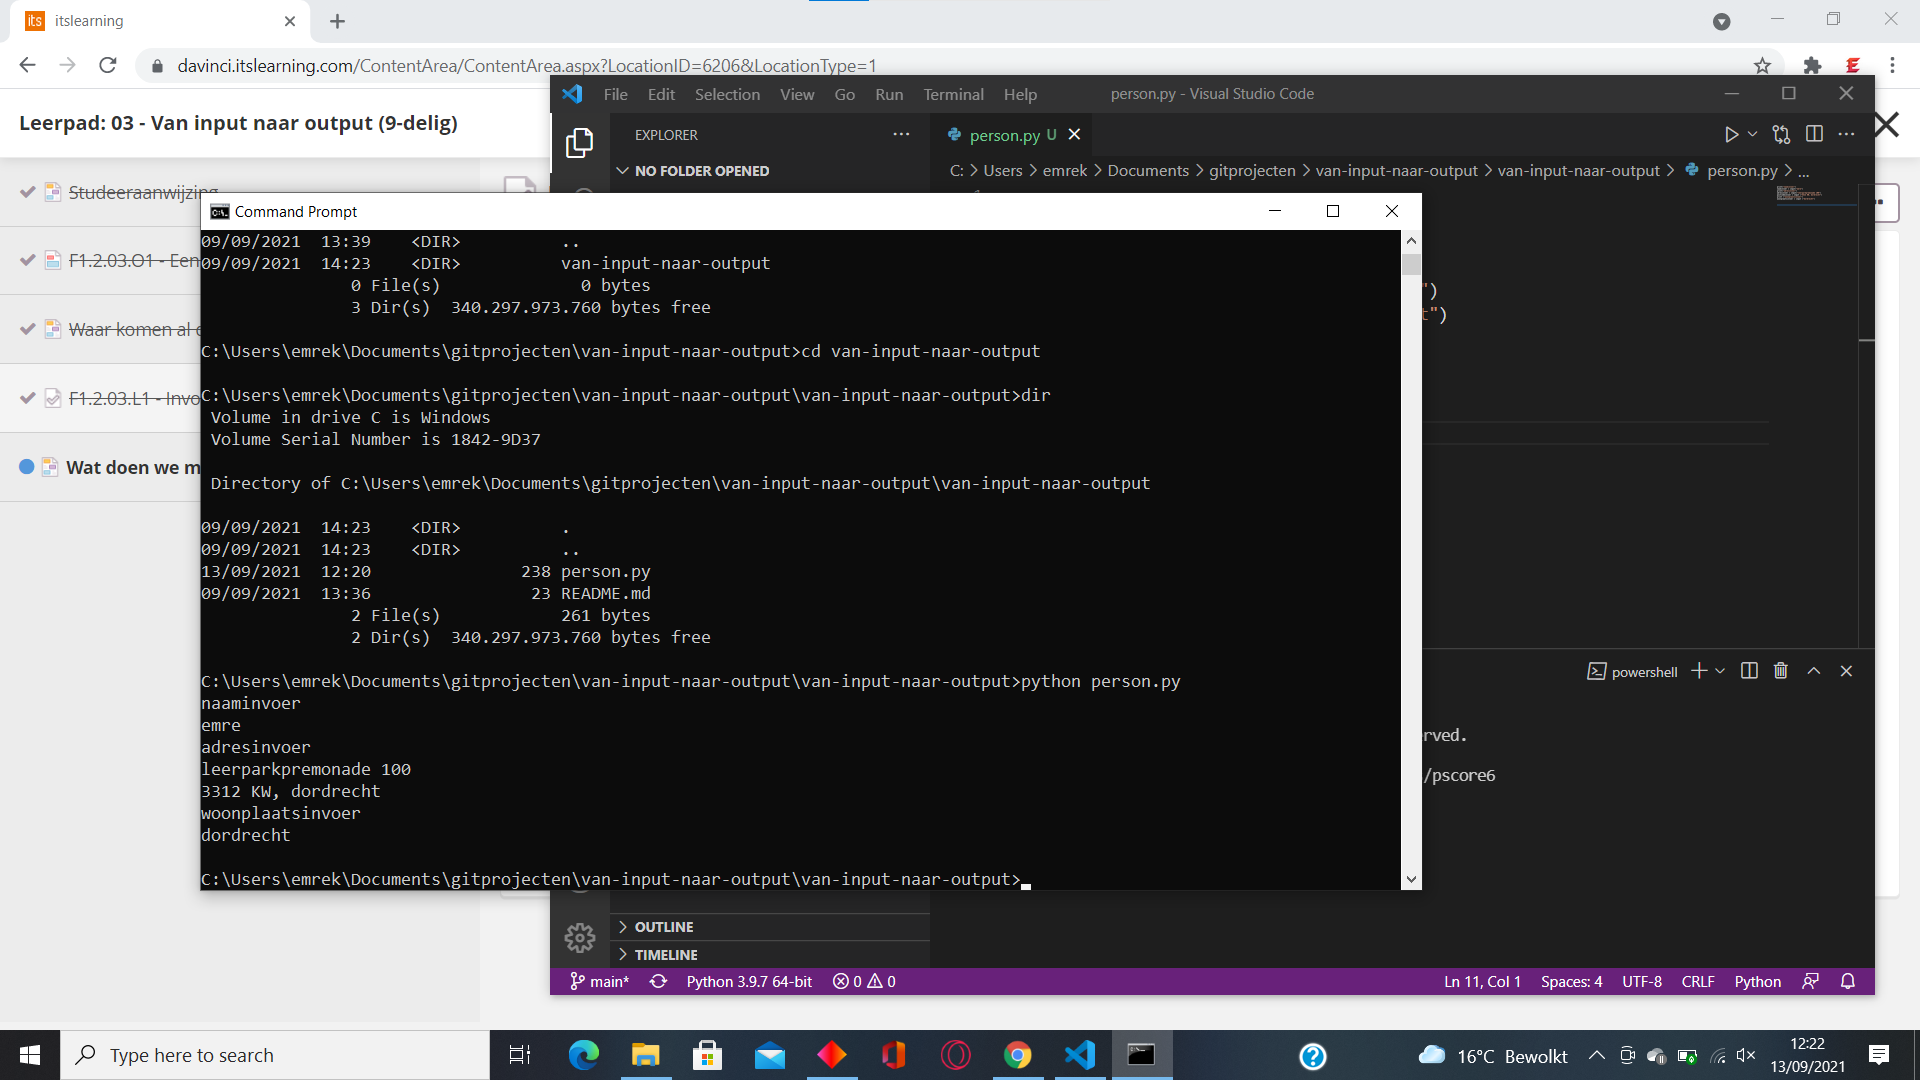 its itslearning
davinci.itslearning.com/ContentArea/ContentArea.aspx?LocationID=6206&LocationType=1
Leerpad: 03 - Van input naar output (9-delig)
Studeeraanwijzing
F1.2.03.O1 - Een
Waar komen al
F1.2.03.L1 - Invo
Wat doen we m
File Edit Selection View Go Run Terminal Help person.py - Visual Studio Code
EXPLORER
person.py U
NO FOLDER OPENED
C: > Users > emrek > Documents > gitprojecten > van-input-naar-output > van-input-naar-output > person.py > ...
")
t")
Command Prompt
09/09/2021 13:39 <DIR> ..
09/09/2021 14:23 <DIR> van-input-naar-output
0 File(s) 0 bytes
3 Dir(s) 340.297.973.760 bytes free
C:\Users\emrek\Documents\gitprojecten\van-input-naar-output>cd van-input-naar-output
C:\Users\emrek\Documents\gitprojecten\van-input-naar-output\van-input-naar-output>dir
Volume in drive C is Windows
Volume Serial Number is 1842-9D37
Directory of C:\Users\emrek\Documents\gitprojecten\van-input-naar-output\van-input-naar-output
09/09/2021 14:23 <DIR> .
09/09/2021 14:23 <DIR> ..
13/09/2021 12:20 238 person.py
09/09/2021 13:36 23 README.md
2 File(s) 261 bytes
2 Dir(s) 340.297.973.760 bytes free
C:\Users\emrek\Documents\gitprojecten\van-input-naar-output\van-input-naar-output>python person.py
naaminvoer
emre
adresinvoer
leerparkpremonade 100
3312 KW, dordrecht
woonplaatsinvoer
dordrecht
C:\Users\emrek\Documents\gitprojecten\van-input-naar-output\van-input-naar-output>
powershell
rved.
/pscore6
OUTLINE
TIMELINE
main* Python 3.9.7 64-bit 0 0 Ln 11, Col 1 Spaces: 4 UTF-8 CRLF Python
Type here to search
16°C Bewolkt
12:22
13/09/2021